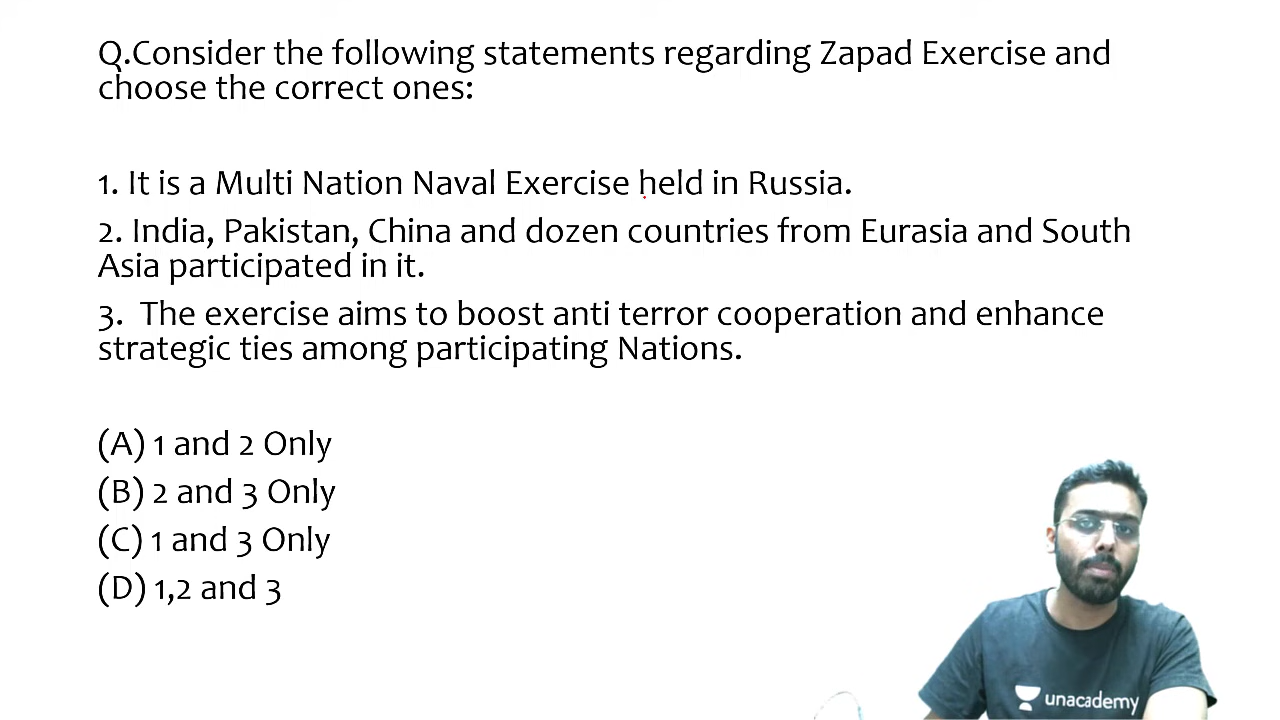 Q.Consider the following statements regarding Zapad Exercise and
choose the correct ones:
1. It is a Multi Nation Naval Exercise held in Russia.
2. India, Pakistan, China and dozen countries from Eurasia and South
Asia participated in it.
3.  The exercise aims to boost anti terror cooperation and enhance
strategic ties among participating Nations.
(A) 1 and 2 Only
(B) 2 and 3 Only
(C) 1 and 3 Only
(D) 1,2 and 3
unacademy